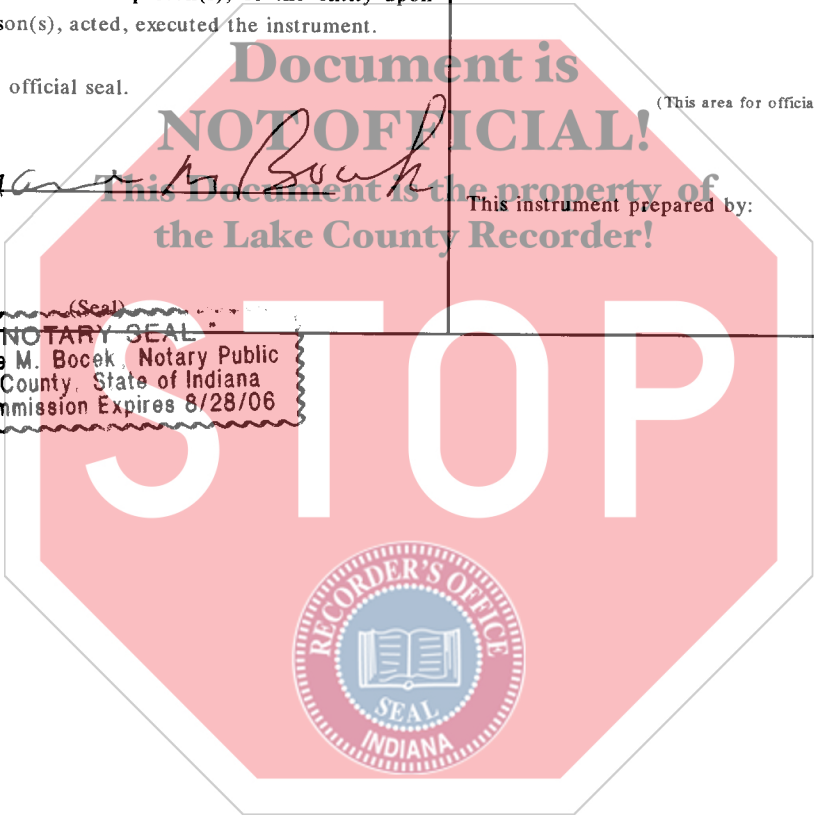 son(s), acted, executed the instrument.
official seal.
Document is
NOT OFFICIAL!
(This area for officia
M. Bocek
This Document is the property of
This instrument prepared by:
the Lake County Recorder!
(Seal)
NOTARY SEAL
e M. Bocek, Notary Public
County, State of Indiana
mmission Expires 8/28/06
STOP
RECORDER'S OFFICE
SEAL
INDIANA